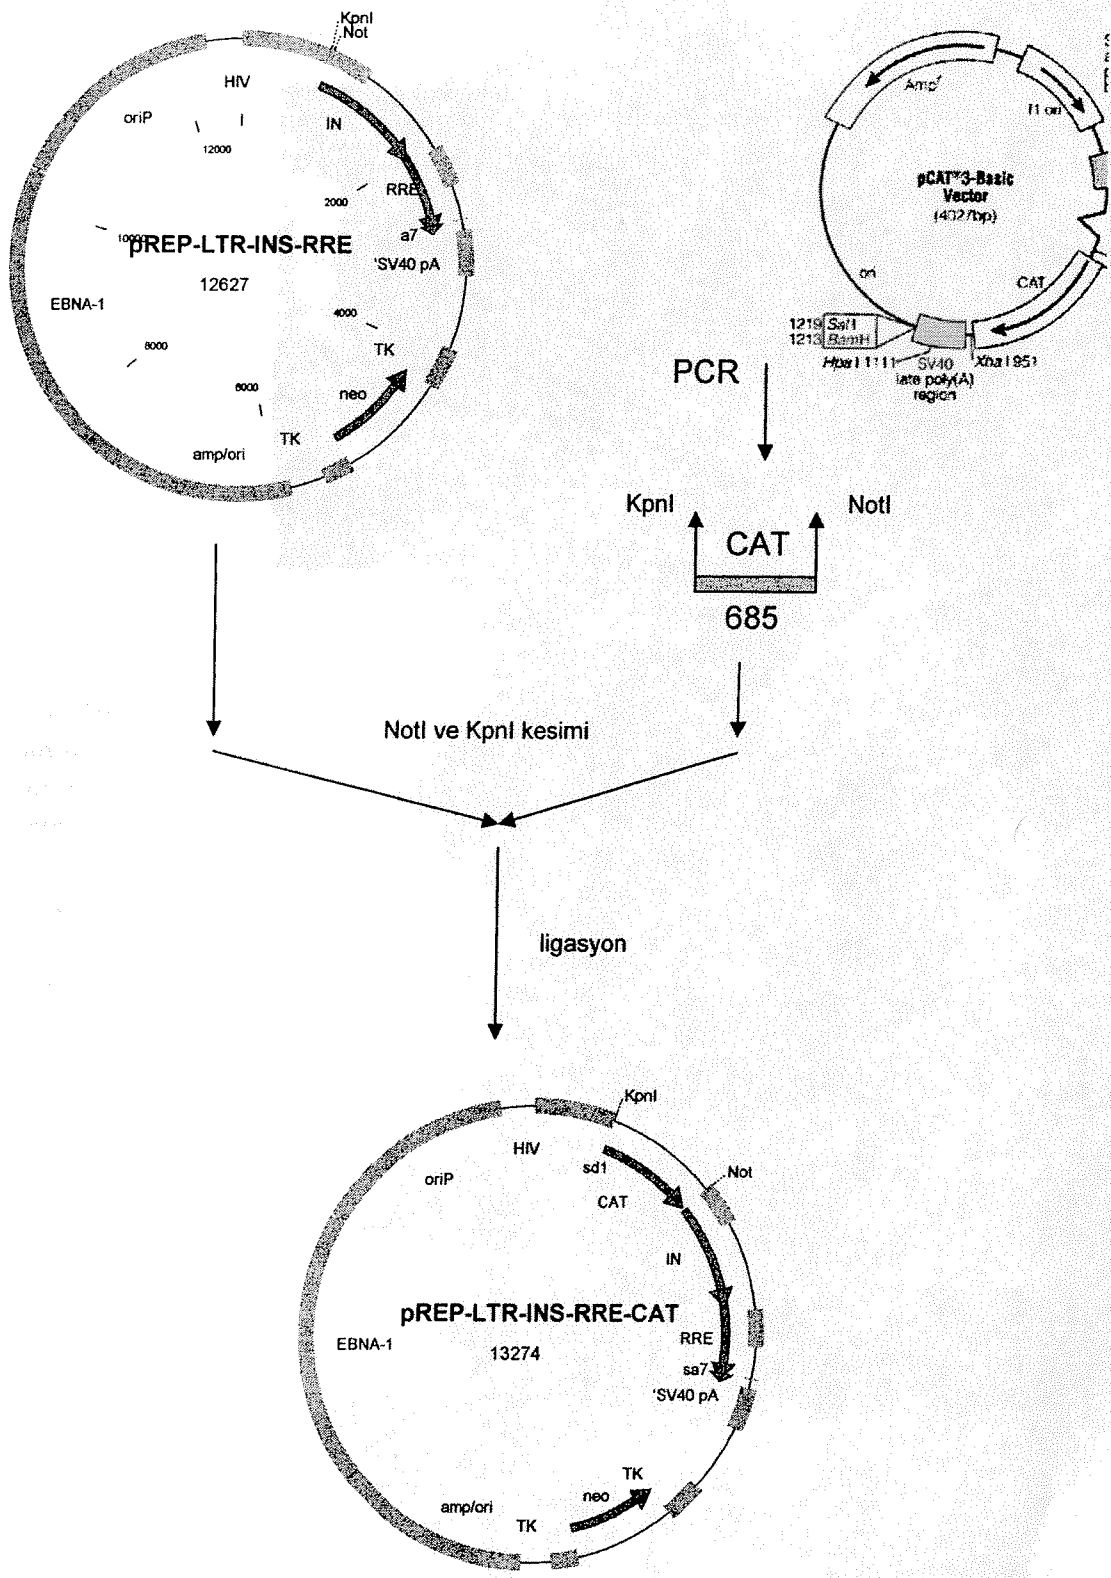 KpnI
Not
HIV
oriP
IN
12000
RRE
2000
a7
10000
pREP-LTR-INS-RRE
'SV40 pA
12627
EBNA-1
4000
8000
TK
6000
neo
TK
amp/ori
Ampʳ
f1 ori
pCAT®3-Basic
Vector
(4027bp)
ori
CAT
1219 SalI
1213 BamHI
HpaI 1111
SV40
late poly(A)
region
XbaI 951
PCR
KpnI
NotI
CAT
685
NotI ve KpnI kesimi
ligasyon
KpnI
HIV
sd1
Not
oriP
CAT
IN
pREP-LTR-INS-RRE-CAT
EBNA-1
13274
RRE
sa7
'SV40 pA
TK
neo
amp/ori
TK